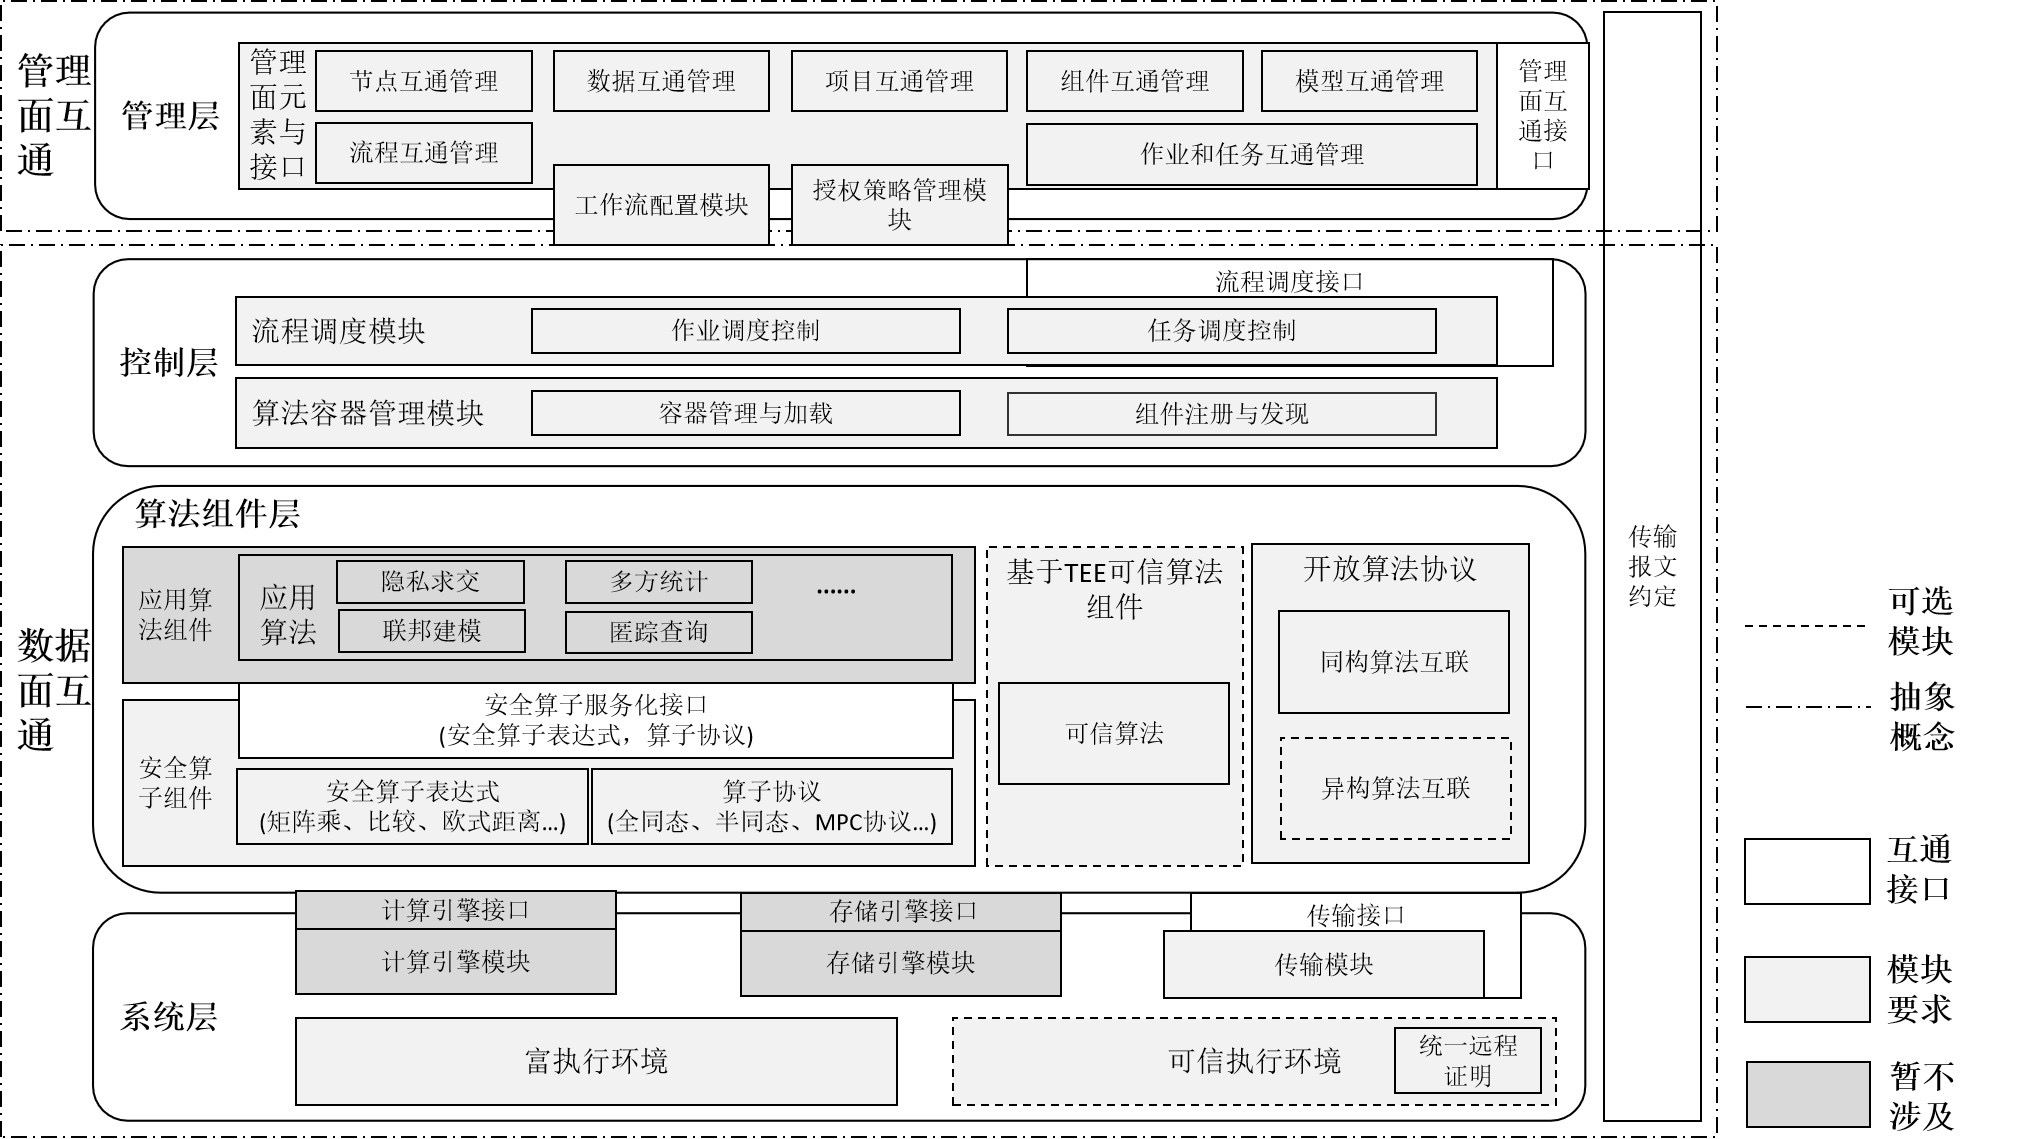 管理
面互
通
管理层
管理
面元
素与
接口
节点互通管理
数据互通管理
项目互通管理
组件互通管理
模型互通管理
流程互通管理
作业和任务互通管理
工作流配置模块
授权策略管理模
块
管理
面互
通接
口
数据
面互
通
控制层
流程调度接口
流程调度模块
作业调度控制
任务调度控制
算法容器管理模块
容器管理与加载
组件注册与发现
算法组件层
应用算
法组件
应用
算法
隐私求交
多方统计
......
联邦建模
匿踪查询
安全算
子组件
安全算子服务化接口
(安全算子表达式，算子协议)
安全算子表达式
(矩阵乘、比较、欧式距离...)
算子协议
(全同态、半同态、MPC协议...)
基于TEE可信算法
组件
可信算法
开放算法协议
同构算法互联
异构算法互联
系统层
计算引擎接口
计算引擎模块
存储引擎接口
存储引擎模块
传输接口
传输模块
富执行环境
可信执行环境
统一远程
证明
传输
报文
约定
可选
模块
抽象
概念
互通
接口
模块
要求
暂不
涉及